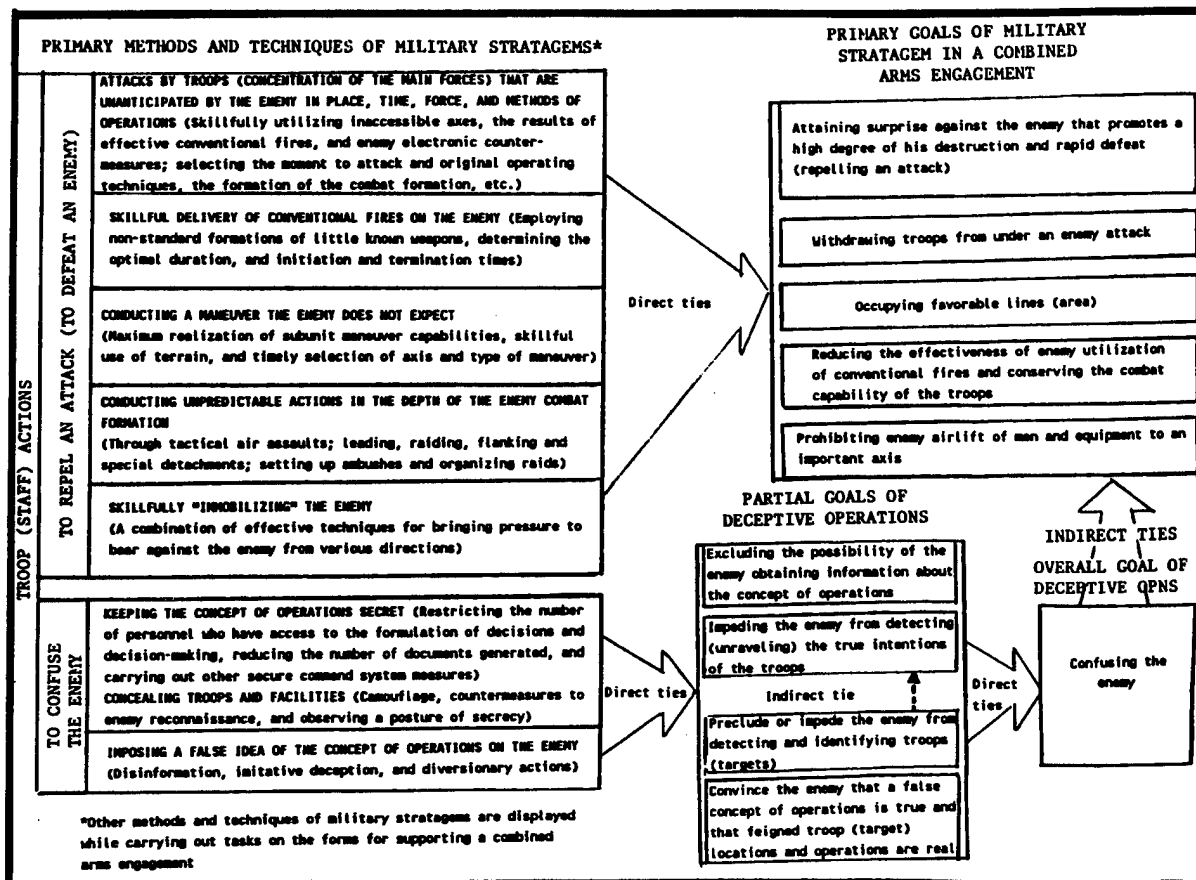 PRIMARY METHODS AND TECHNIQUES OF MILITARY STRATAGEMS*
TROOP (STAFF) ACTIONS
TO REPEL AN ATTACK (TO DEFEAT AN ENEMY)
ATTACKS BY TROOPS (CONCENTRATION OF THE MAIN FORCES) THAT ARE
UNANTICIPATED BY THE ENEMY IN PLACE, TIME, FORCE, AND METHODS OF
OPERATIONS (Skillfully utilizing inaccessible axes, the results of
effective conventional fires, and enemy electronic counter-
measures; selecting the moment to attack and original operating
techniques, the formation of the combat formation, etc.)
SKILLFUL DELIVERY OF CONVENTIONAL FIRES ON THE ENEMY (Employing
non-standard formations of little known weapons, determining the
optimal duration, and initiation and termination times)
CONDUCTING A MANEUVER THE ENEMY DOES NOT EXPECT
(Maximum realization of subunit maneuver capabilities, skillful
use of terrain, and timely selection of axis and type of maneuver)
CONDUCTING UNPREDICTABLE ACTIONS IN THE DEPTH OF THE ENEMY COMBAT
FORMATION
(Through tactical air assaults; leading, raiding, flanking and
special detachments; setting up ambushes and organizing raids)
SKILLFULLY "IMMOBILIZING" THE ENEMY
(A combination of effective techniques for bringing pressure to
bear against the enemy from various directions)
TO CONFUSE
THE ENEMY
KEEPING THE CONCEPT OF OPERATIONS SECRET (Restricting the number
of personnel who have access to the formulation of decisions and
decision-making, reducing the number of documents generated, and
carrying out other secure command system measures)
CONCEALING TROOPS AND FACILITIES (Camouflage, countermeasures to
enemy reconnaissance, and observing a posture of secrecy)
IMPOSING A FALSE IDEA OF THE CONCEPT OF OPERATIONS ON THE ENEMY
(Disinformation, imitative deception, and diversionary actions)
*Other methods and techniques of military stratagems are displayed
while carrying out tasks on the forms for supporting a combined
arms engagement
Direct ties
Direct ties
PRIMARY GOALS OF MILITARY
STRATAGEM IN A COMBINED
ARMS ENGAGEMENT
Attaining surprise against the enemy that promotes a
high degree of his destruction and rapid defeat
(repelling an attack)
Withdrawing troops from under an enemy attack
Occupying favorable lines (area)
Reducing the effectiveness of enemy utilization
of conventional fires and conserving the combat
capability of the troops
Prohibiting enemy airlift of men and equipment to an
important axis
PARTIAL GOALS OF
DECEPTIVE OPERATIONS
Excluding the possibility of the
enemy obtaining information about
the concept of operations
Impeding the enemy from detecting
(unraveling) the true intentions
of the troops
Indirect tie
Preclude or impede the enemy from
detecting and identifying troops
(targets)
Convince the enemy that a false
concept of operations is true and
that feigned troop (target)
locations and operations are real
Direct
ties
INDIRECT TIES
OVERALL GOAL OF
DECEPTIVE OPNS
Confusing the
enemy